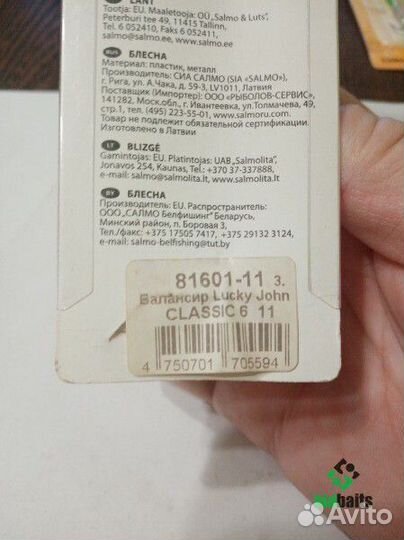 LANT
Tootja: EU. Maaletooja: OÜ „Salmo & Luts",
Peterburi tee 49, 11415 Tallinn,
Tel. 6 052410, Faks 6 052411,
salmo@salmo.ee, www.salmo.ee
RUS БЛЕСНА
Материал: пластик, металл
Производитель: СИА САЛМО (SIA «SALMO»),
г. Рига, ул. А.Чака, д. 59-3, LV1011, Латвия
Поставщик (Импортер): ООО «РЫБОЛОВ-СЕРВИС»,
141282, Моск.обл., г. Ивантеевка, ул.Толмачева, 49,
стр.1, тел. (495) 223-55-01, www.salmoru.com.
Товар не подлежит обязательной сертификации.
Изготовлено в Латвии
LT BLIZGĖ
Gamintojas: EU. Platintojas: UAB „Salmolita",
Jonavos 254, Kaunas, Tel.: +370 37-337888,
e-mail: salmo@salmolita.lt, www.salmolita.lt
BY БЛЕСНА
Производитель: EU. Распространитель:
ООО „САЛМО Белфишинг" Беларусь,
Минский район, п. Боровая 3,
Тел./факс: +375 17505 7417, +375 29132 3124,
e-mail: salmo-belfishing@tut.by
81601-11 3.
Балансир Lucky John
CLASSIC 6 11
4 750701 705594
baits
Avito